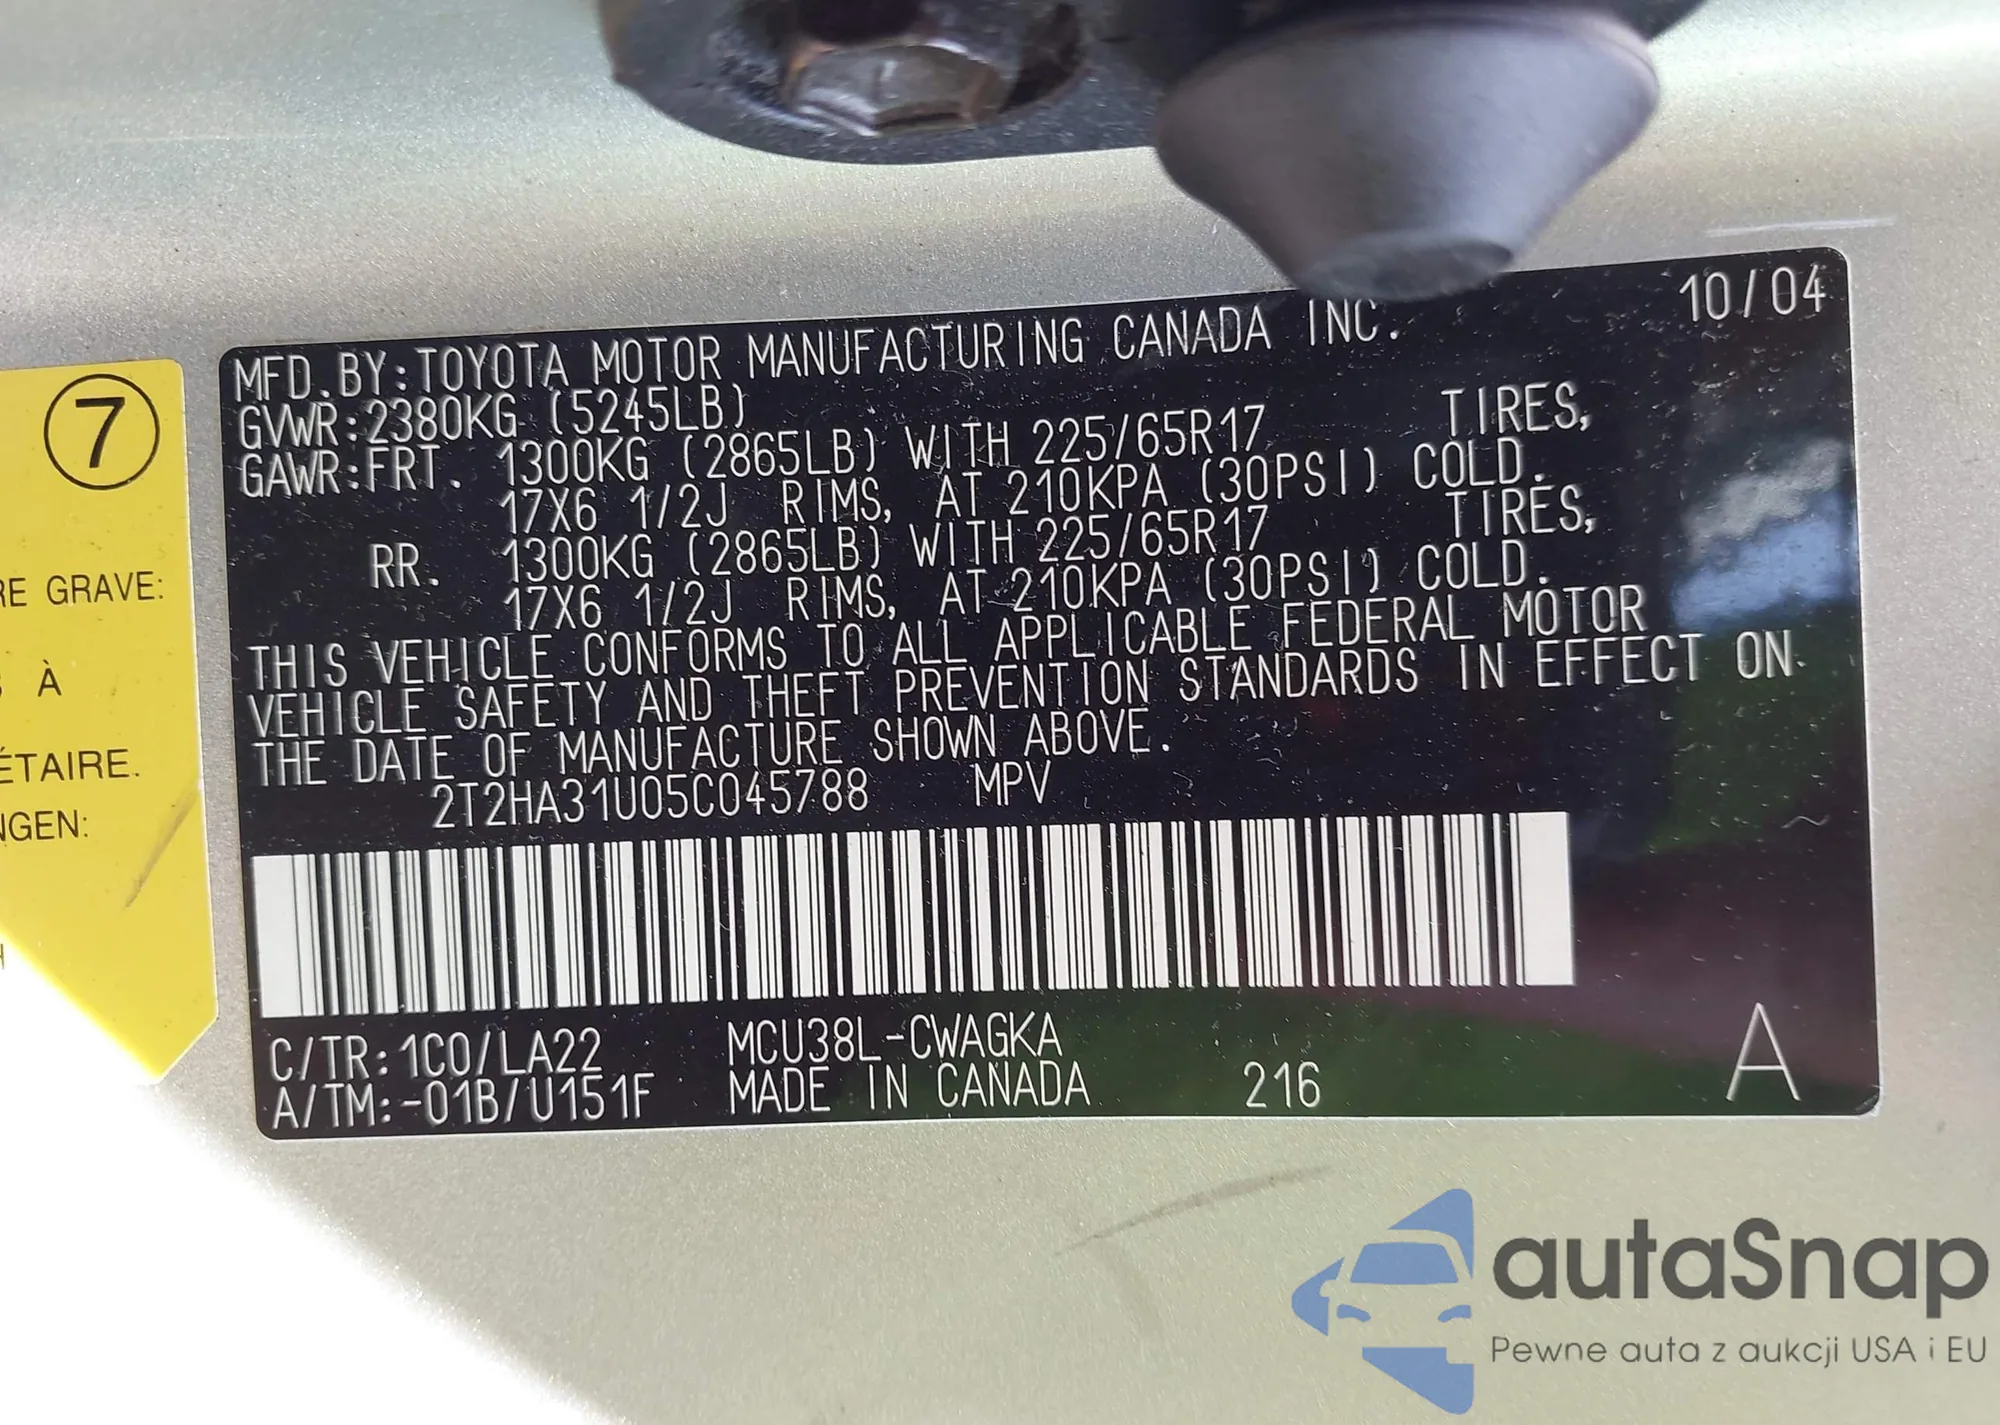 10/04
MFD.BY:TOYOTA MOTOR MANUFACTURING CANADA INC.
GVWR:2380KG (5245LB)
GAWR:FRT. 1300KG (2865LB) WITH 225/65R17 TIRES,
17X6 1/2J RIMS, AT 210KPA (30PSI) COLD.
RR. 1300KG (2865LB) WITH 225/65R17 TIRES,
17X6 1/2J RIMS, AT 210KPA (30PSI) COLD.
THIS VEHICLE CONFORMS TO ALL APPLICABLE FEDERAL MOTOR
VEHICLE SAFETY AND THEFT PREVENTION STANDARDS IN EFFECT ON
THE DATE OF MANUFACTURE SHOWN ABOVE.
2T2HA31U05C045788 MPV
C/TR:1C0/LA22 MCU38L-CWAGKA
A/TM:-01B/U151F MADE IN CANADA 216 A
7
GRAVE:
À
autaSnap
Pewne auta z aukcji USA i EU